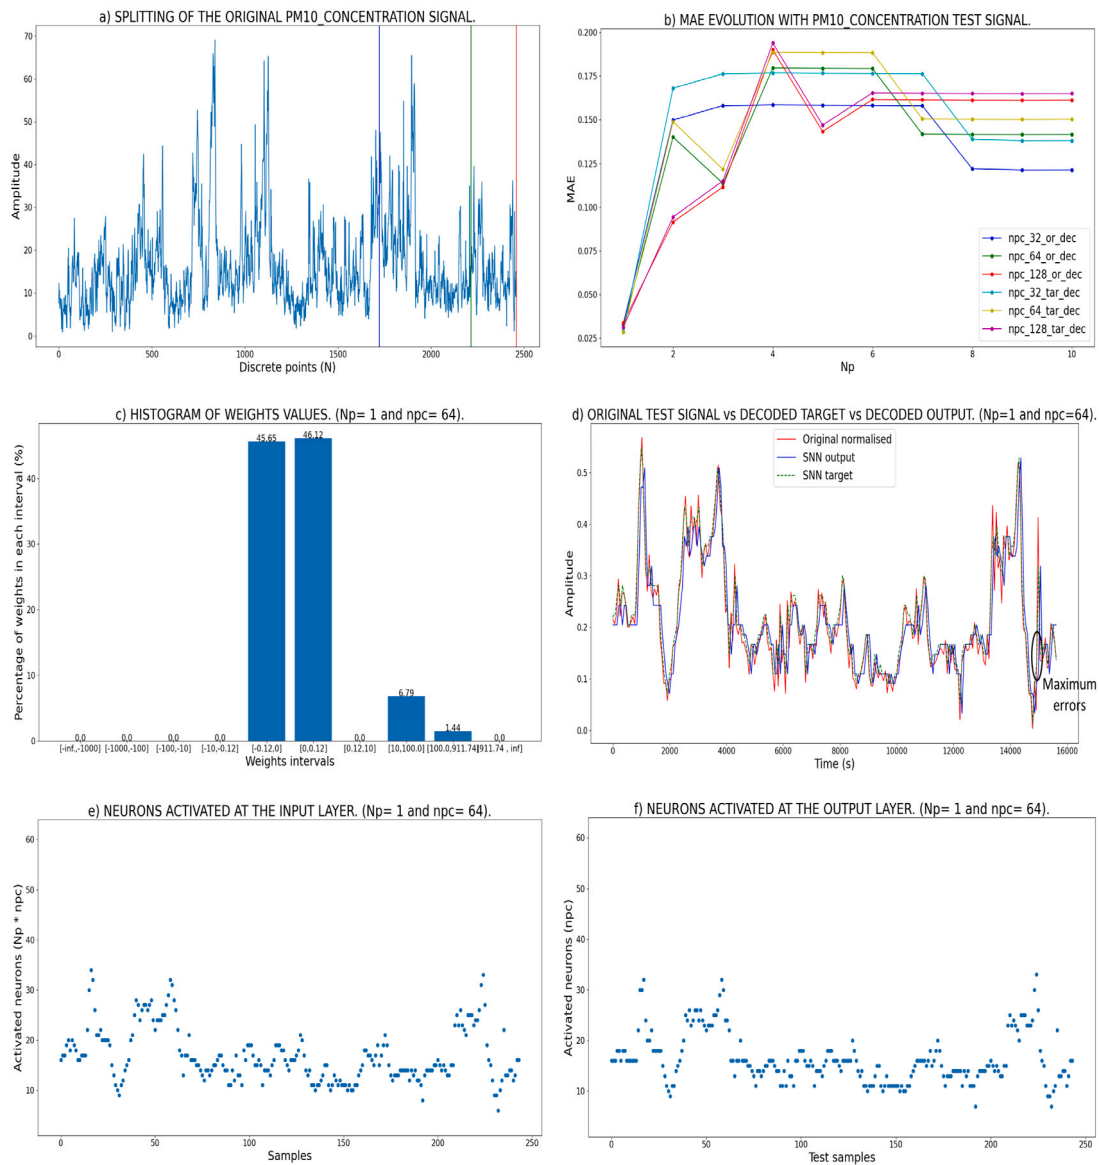 a) SPLITTING OF THE ORIGINAL PM10_CONCENTRATION SIGNAL.
70
60
50
40
30
20
10
0
Amplitude
0 500 1000 1500 2000 2500
Discrete points (N)
b) MAE EVOLUTION WITH PM10_CONCENTRATION TEST SIGNAL.
0.200
0.175
0.150
0.125
0.100
0.075
0.050
0.025
MAE
npc_32_or_dec
npc_64_or_dec
npc_128_or_dec
npc_32_tar_dec
npc_64_tar_dec
npc_128_tar_dec
2 4 6 8 10
Np
c) HISTOGRAM OF WEIGHTS VALUES. (Np= 1 and npc= 64).
40
30
20
10
0
Percentage of weights in each interval (%)
0.0 0.0 0.0 0.0 45.65 46.12 0.0 6.79 1.44 0.0
[-inf.,-1000] [-1000,-100] [-100,-10] [-10,-0.12] [-0.12,0] [0,0.12] [0.12,10] [10,100.0] [100.0,911.74] [911.74 , inf]
Weights intervals
d) ORIGINAL TEST SIGNAL vs DECODED TARGET vs DECODED OUTPUT. (Np=1 and npc=64).
Original normalised
SNN output
SNN target
0.5
0.4
0.3
0.2
0.1
0.0
Amplitude
Maximum
errors
0 2000 4000 6000 8000 10000 12000 14000 16000
Time (s)
e) NEURONS ACTIVATED AT THE INPUT LAYER. (Np= 1 and npc= 64).
60
50
40
30
20
10
Activated neurons (Np * npc)
0 50 100 150 200 250
Samples
f) NEURONS ACTIVATED AT THE OUTPUT LAYER. (Np= 1 and npc= 64).
60
50
40
30
20
10
Activated neurons (npc)
0 50 100 150 200 250
Test samples